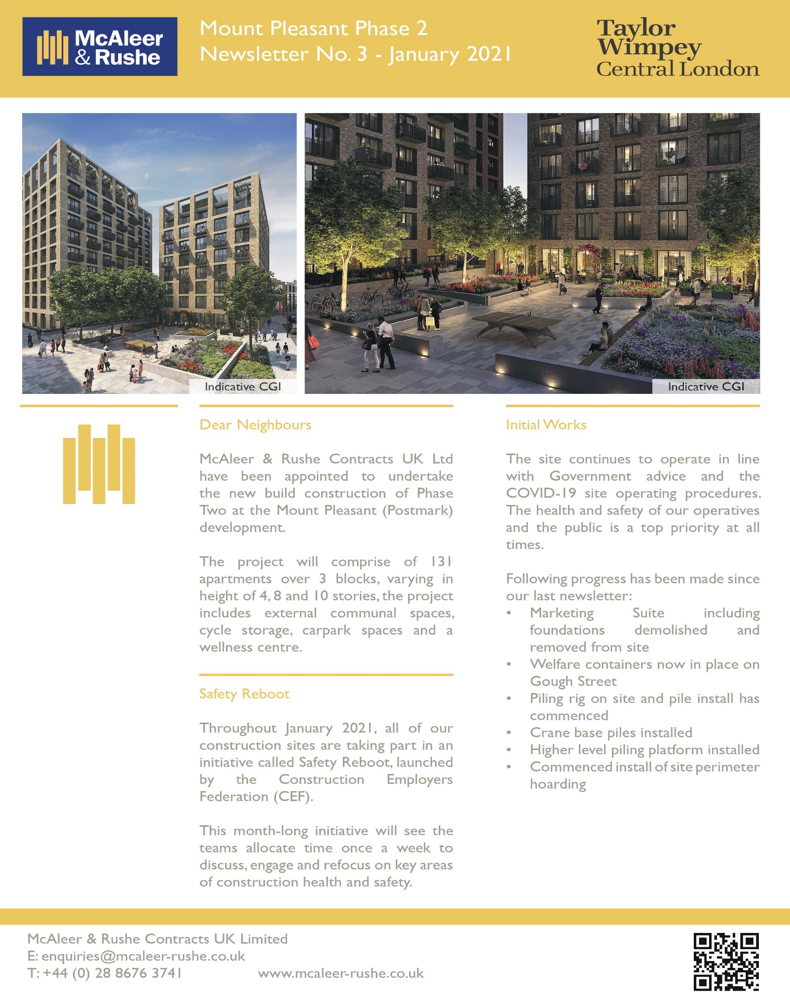 McAleer
& Rushe
Mount Pleasant Phase 2
Newsletter No. 3 - January 2021
Taylor
Wimpey
Central London
Indicative CGI
Indicative CGI
Dear Neighbours
McAleer & Rushe Contracts UK Ltd
have been appointed to undertake
the new build construction of Phase
Two at the Mount Pleasant (Postmark)
development.
The project will comprise of 131
apartments over 3 blocks, varying in
height of 4, 8 and 10 stories, the project
includes external communal spaces,
cycle storage, carpark spaces and a
wellness centre.
Safety Reboot
Throughout January 2021, all of our
construction sites are taking part in an
initiative called Safety Reboot, launched
by the Construction Employers
Federation (CEF).
This month-long initiative will see the
teams allocate time once a week to
discuss, engage and refocus on key areas
of construction health and safety.
Initial Works
The site continues to operate in line
with Government advice and the
COVID-19 site operating procedures.
The health and safety of our operatives
and the public is a top priority at all
times.
Following progress has been made since
our last newsletter:
• Marketing Suite including
foundations demolished and
removed from site
• Welfare containers now in place on
Gough Street
• Piling rig on site and pile install has
commenced
• Crane base piles installed
• Higher level piling platform installed
• Commenced install of site perimeter
hoarding
McAleer & Rushe Contracts UK Limited
E: enquiries@mcaleer-rushe.co.uk
T: +44 (0) 28 8676 3741 www.mcaleer-rushe.co.uk